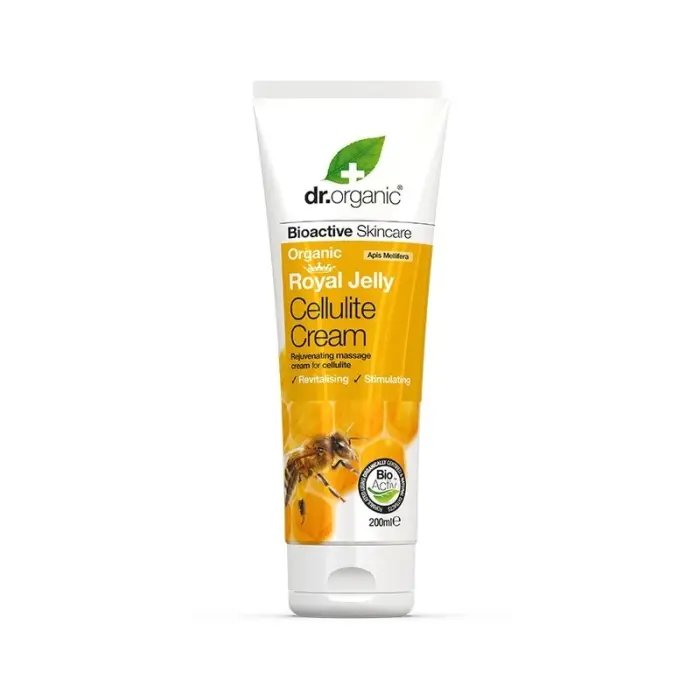 dr.organic®
Bioactive Skincare
Organic
Apis Mellifera
Royal Jelly
Cellulite
Cream
Rejuvenating massage
cream for cellulite
✓ Revitalising ✓ Stimulating
Bio
Activ
200ml℮